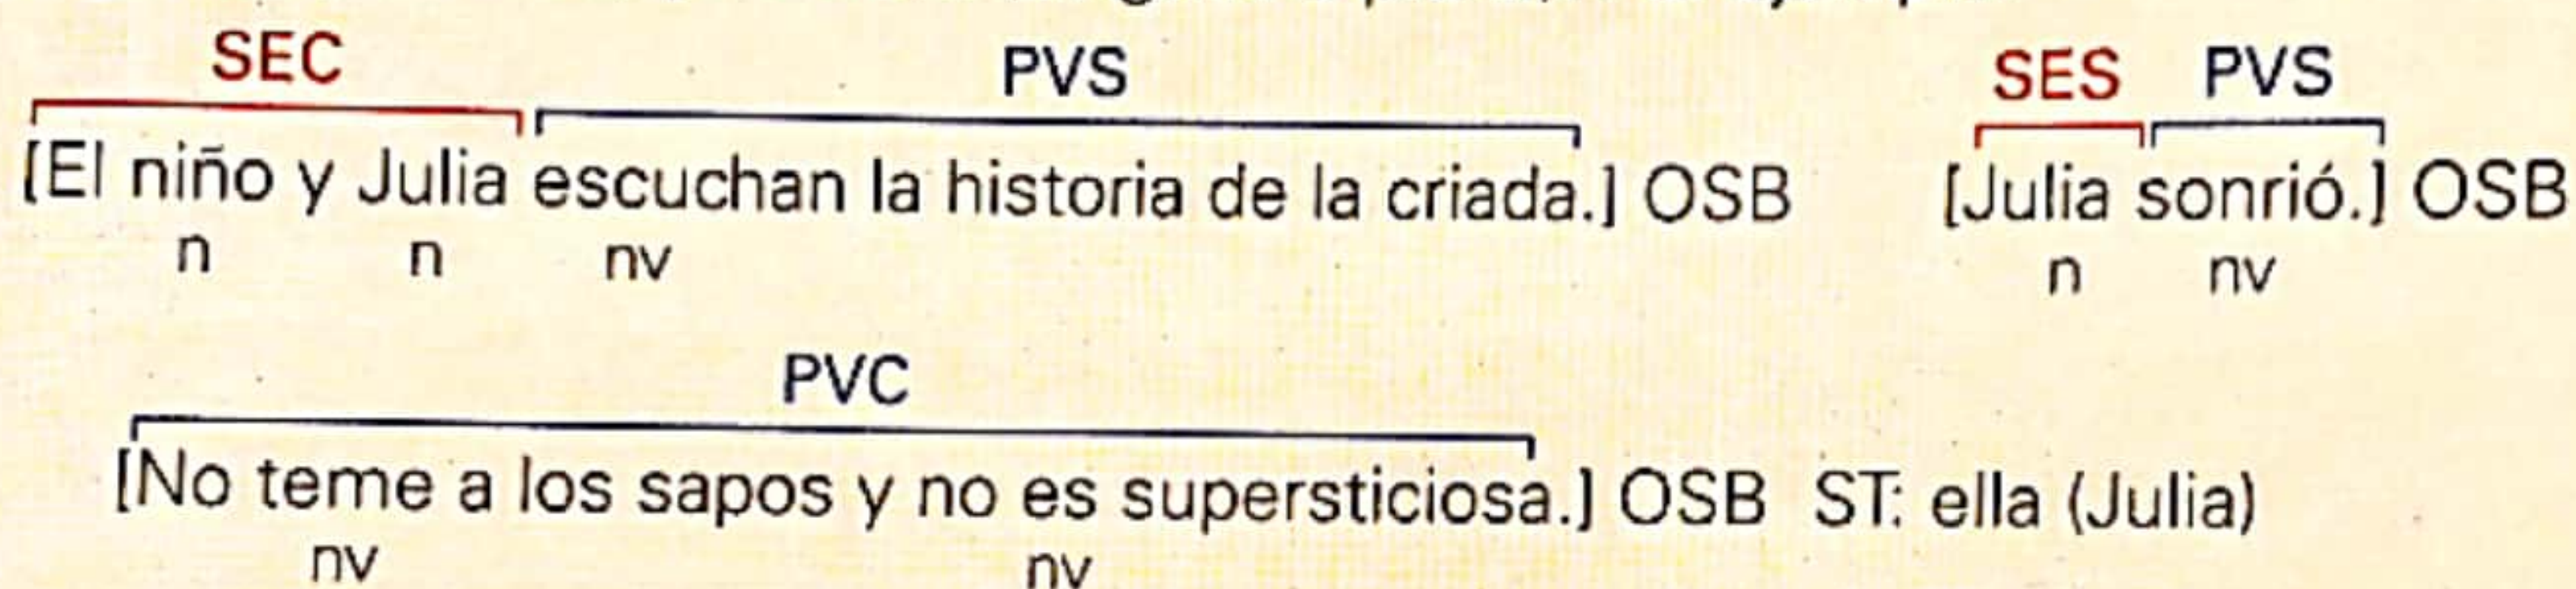 SEC PVS SES PVS
[El niño y Julia escuchan la historia de la criada.] OSB [Julia sonrió.] OSB
n n nv n nv
PVC
[No teme a los sapos y no es supersticiosa.] OSB ST: ella (Julia)
nv nv